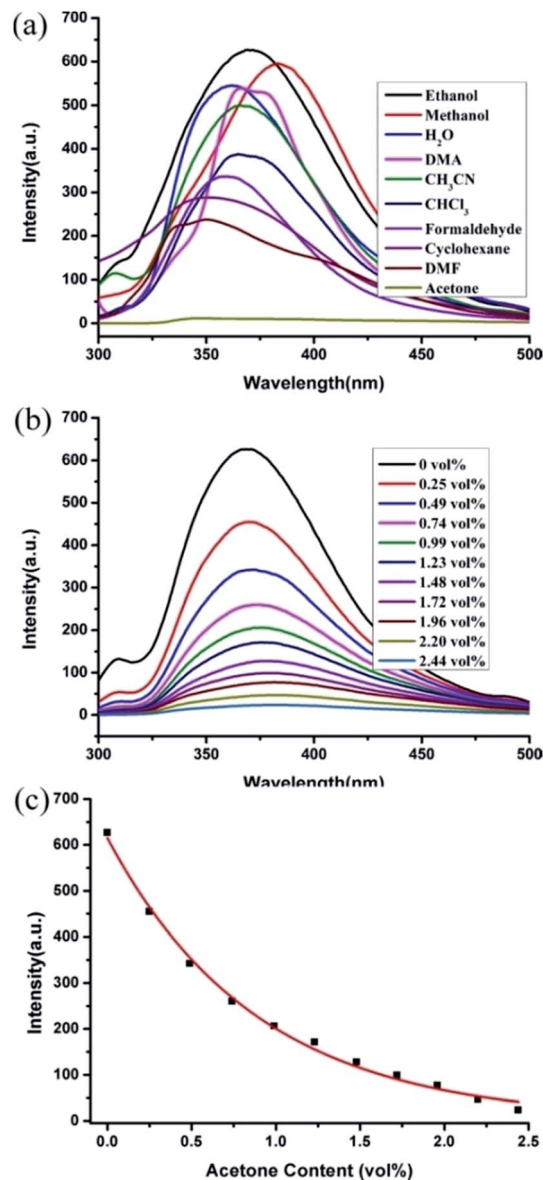 (a)
700
600
500
400
300
200
100
0
Intensity(a.u.)
Ethanol
Methanol
H₂O
DMA
CH₃CN
CHCl₃
Formaldehyde
Cyclohexane
DMF
Acetone
300 350 400 450 500
Wavelength(nm)
(b)
700
600
500
400
300
200
100
0
Intensity(a.u.)
0 vol%
0.25 vol%
0.49 vol%
0.74 vol%
0.99 vol%
1.23 vol%
1.48 vol%
1.72 vol%
1.96 vol%
2.20 vol%
2.44 vol%
300 350 400 450 500
Wavelength(nm)
(c)
700
600
500
400
300
200
100
0
Intensity(a.u.)
0.0 0.5 1.0 1.5 2.0 2.5
Acetone Content (vol%)